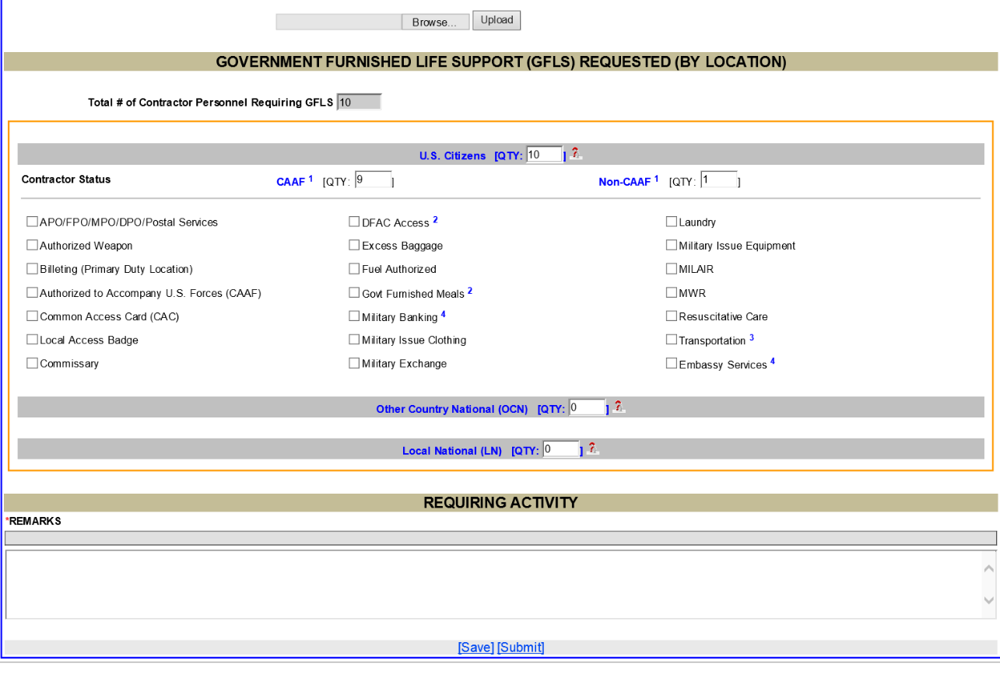 Browse... Upload
GOVERNMENT FURNISHED LIFE SUPPORT (GFLS) REQUESTED (BY LOCATION)
Total # of Contractor Personnel Requiring GFLS 10
U.S. Citizens [QTY: 10 ] ?
Contractor Status CAAF 1 [QTY: 9 ] Non-CAAF 1 [QTY: 1 ]
APO/FPO/MPO/DPO/Postal Services DFAC Access 2 Laundry
Authorized Weapon Excess Baggage Military Issue Equipment
Billeting (Primary Duty Location) Fuel Authorized MILAIR
Authorized to Accompany U.S. Forces (CAAF) Govt Furnished Meals 2 MWR
Common Access Card (CAC) Military Banking 4 Resuscitative Care
Local Access Badge Military Issue Clothing Transportation 3
Commissary Military Exchange Embassy Services 4
Other Country National (OCN) [QTY: 0 ] ?
Local National (LN) [QTY: 0 ] ?
REQUIRING ACTIVITY
*REMARKS
[Save] [Submit]